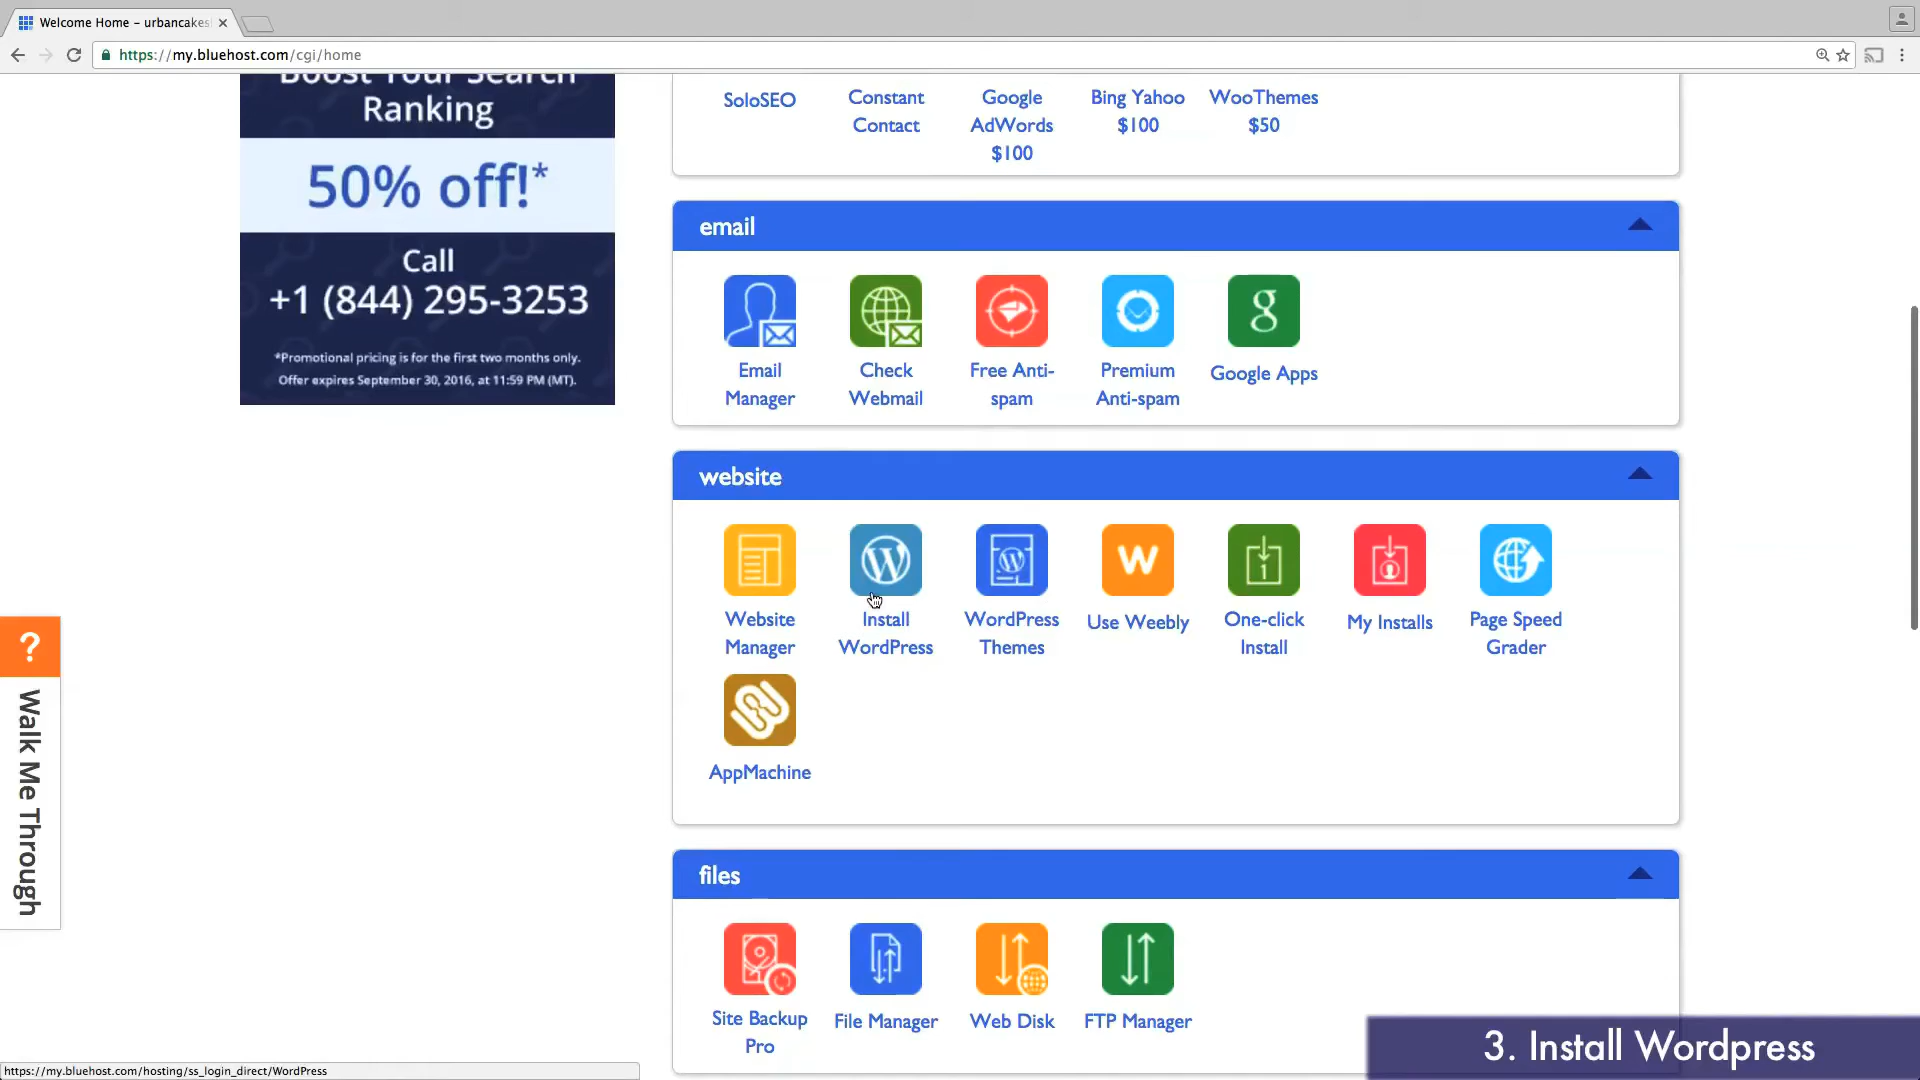 Welcome Home - urbancakes
https://my.bluehost.com/cgi/home
Boost Your Search
Ranking
50% off!*
Call
+1 (844) 295-3253
*Promotional pricing is for the first two months only.
Offer expires September 30, 2016, at 11:59 PM (MT).
SoloSEO
Constant
Contact
Google
AdWords
$100
Bing Yahoo
$100
WooThemes
$50
email
Email
Manager
Check
Webmail
Free Anti-
spam
Premium
Anti-spam
g
Google Apps
website
Website
Manager
W
Install
WordPress
W
WordPress
Themes
W
Use Weebly
1
One-click
Install
My Installs
Page Speed
Grader
AppMachine
files
Site Backup
Pro
File Manager
Web Disk
FTP Manager
?
Walk Me Through
3. Install Wordpress
https://my.bluehost.com/hosting/ss_login_direct/WordPress